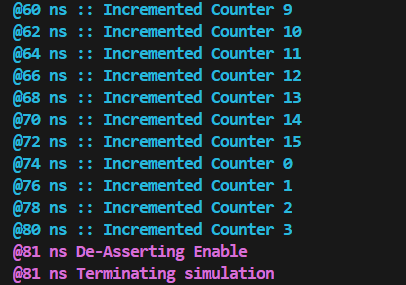 @60 ns :: Incremented Counter 9
@62 ns :: Incremented Counter 10
@64 ns :: Incremented Counter 11
@66 ns :: Incremented Counter 12
@68 ns :: Incremented Counter 13
@70 ns :: Incremented Counter 14
@72 ns :: Incremented Counter 15
@74 ns :: Incremented Counter 0
@76 ns :: Incremented Counter 1
@78 ns :: Incremented Counter 2
@80 ns :: Incremented Counter 3
@81 ns De-Asserting Enable
@81 ns Terminating simulation